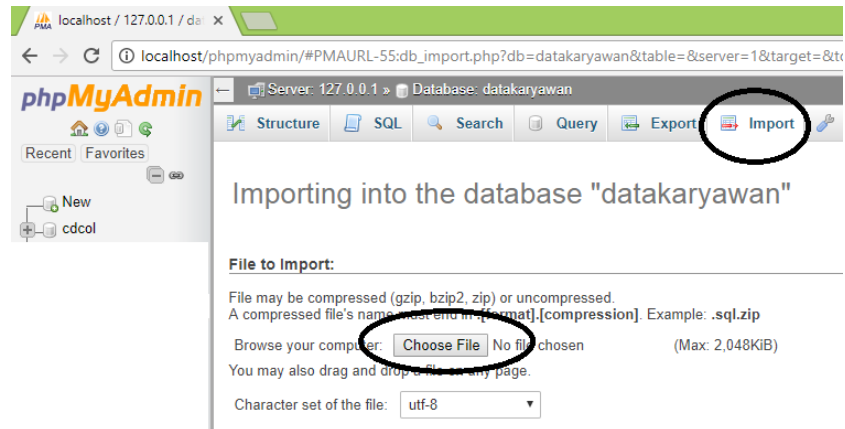 PMA localhost / 127.0.0.1 / dat
localhost/phpmyadmin/#PMAURL-55:db_import.php?db=datakaryawan&table=&server=1&target=&to
phpMyAdmin
Recent Favorites
New
cdcol
Server: 127.0.0.1 » Database: datakaryawan
Structure SQL Search Query Export Import
Importing into the database "datakaryawan"
File to Import:
File may be compressed (gzip, bzip2, zip) or uncompressed.
A compressed file's name must end in .[format].[compression]. Example: .sql.zip
Browse your computer: Choose File No file chosen (Max: 2,048KiB)
You may also drag and drop a file on any page.
Character set of the file: utf-8